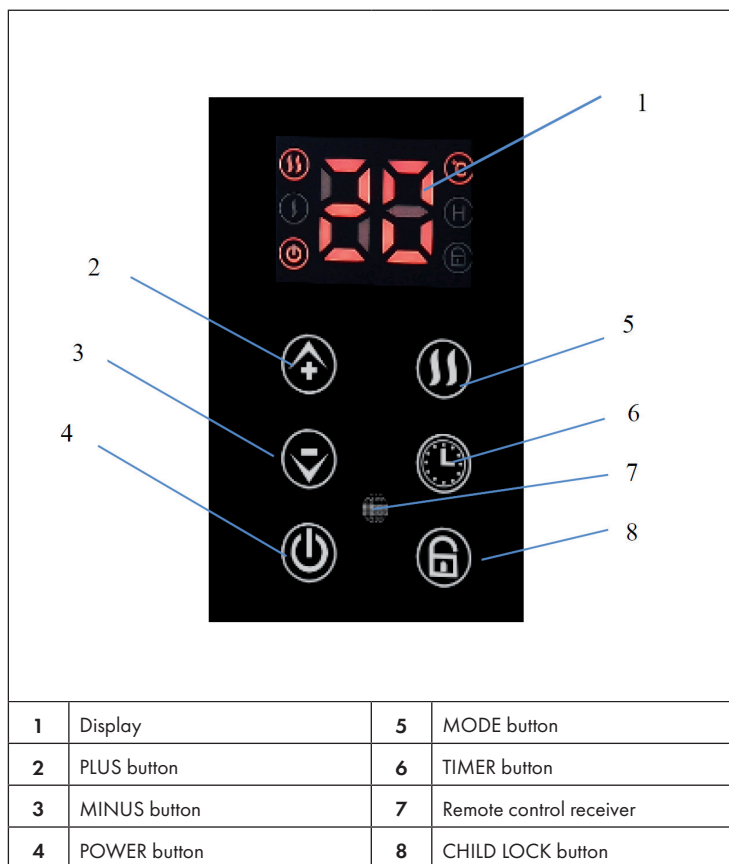 1
20
°C
H
2
3
4
5
6
7
8
1 Display 5 MODE button
2 PLUS button 6 TIMER button
3 MINUS button 7 Remote control receiver
4 POWER button 8 CHILD LOCK button